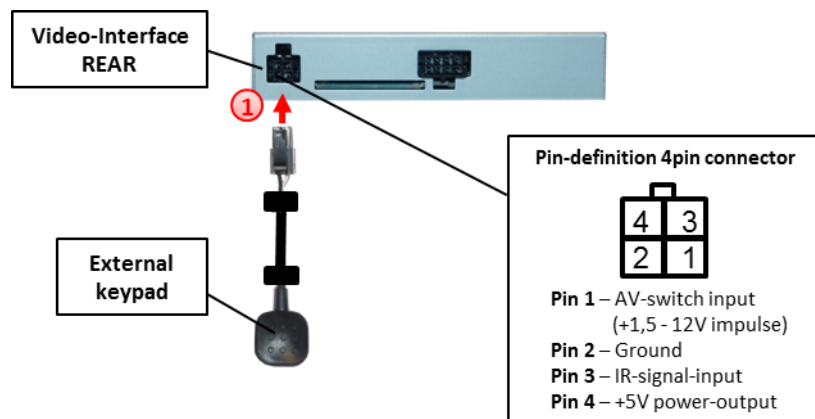 Video-Interface
REAR
1
External
keypad
Pin-definition 4pin connector
4 3
2 1
Pin 1 – AV-switch input
(+1,5 - 12V impulse)
Pin 2 – Ground
Pin 3 – IR-signal-input
Pin 4 – +5V power-output